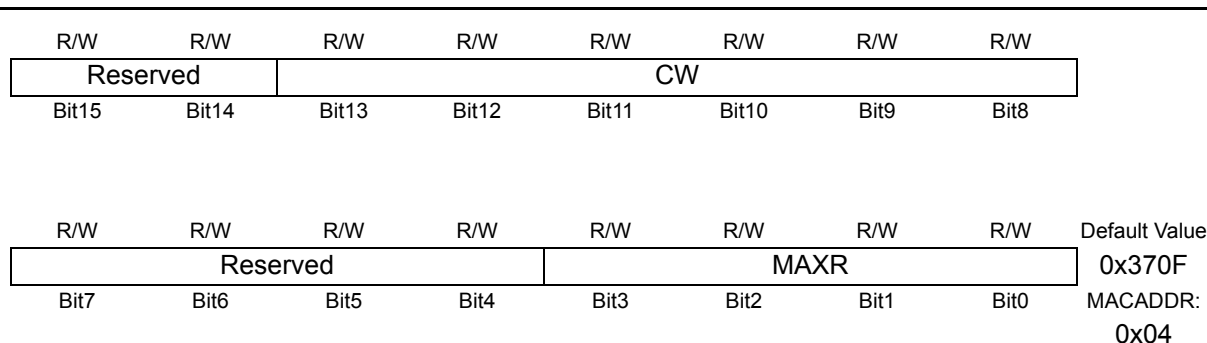 R/W R/W R/W R/W R/W R/W R/W R/W
Reserved CW
Bit15 Bit14 Bit13 Bit12 Bit11 Bit10 Bit9 Bit8
R/W R/W R/W R/W R/W R/W R/W R/W Default Value
Reserved MAXR 0x370F
Bit7 Bit6 Bit5 Bit4 Bit3 Bit2 Bit1 Bit0 MACADDR:
0x04